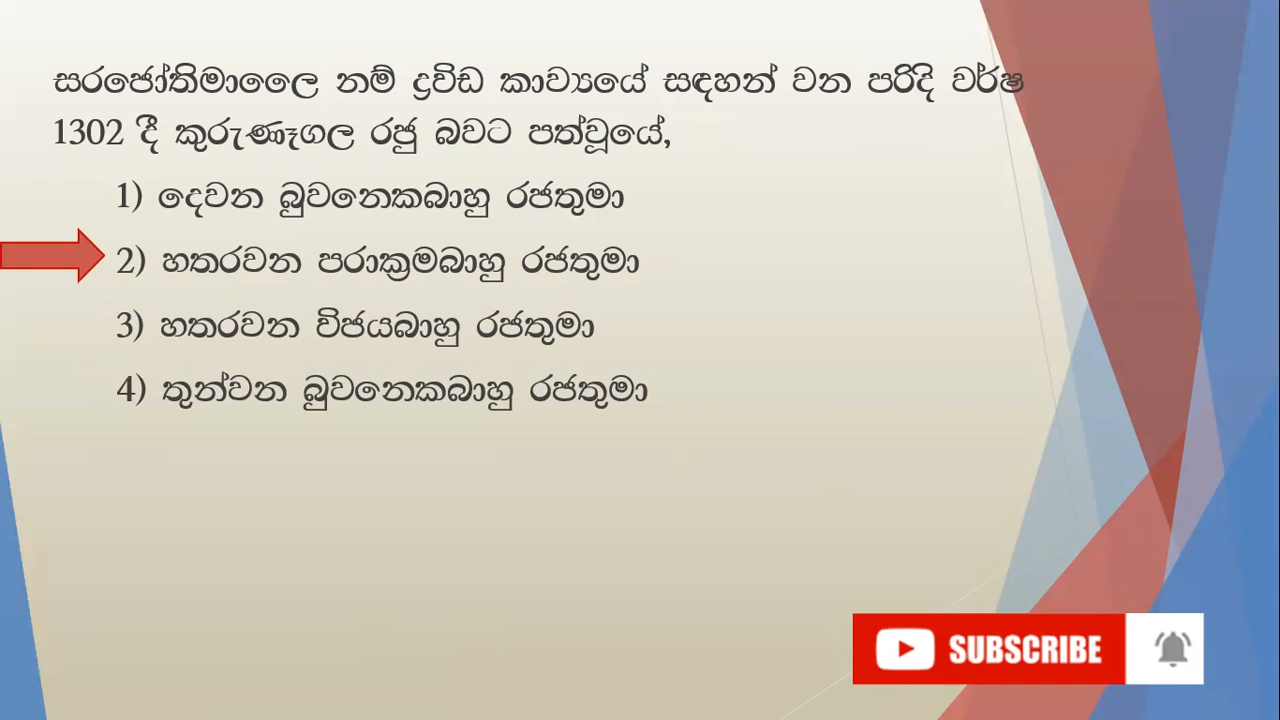 සරජෝතිමාලෛ නම් ද්‍රවිඩ කාව්‍යයේ සඳහන් වන පරිදි වර්ෂ
1302 දී කුරුණෑගල රජු බවට පත්වූයේ,
1) දෙවන බුවනෙකබාහු රජතුමා
2) හතරවන පරාක්‍රමබාහු රජතුමා
3) හතරවන විජයබාහු රජතුමා
4) තුන්වන බුවනෙකබාහු රජතුමා
SUBSCRIBE